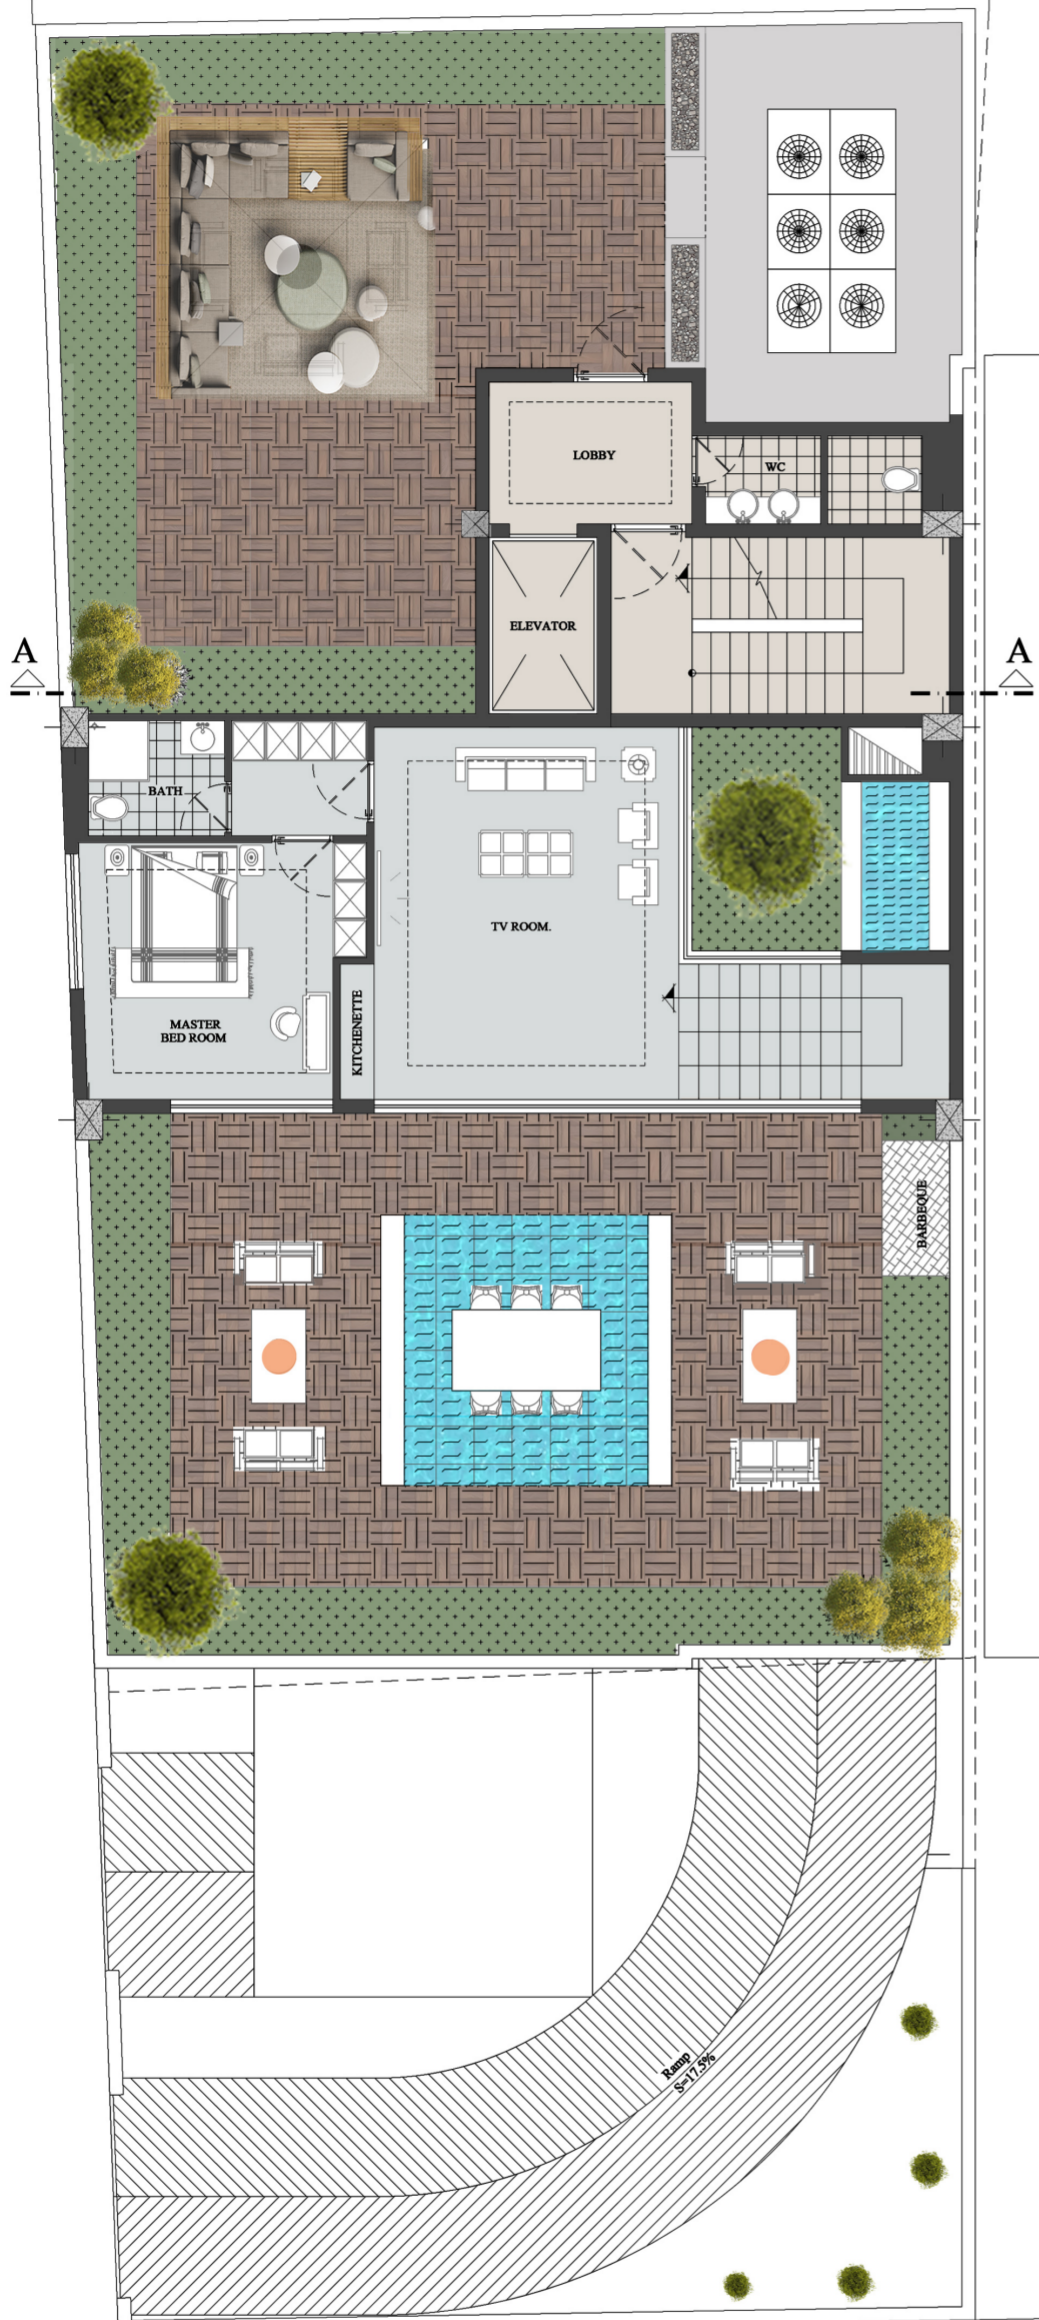 LOBBY
WC
ELEVATOR
A
A
BATH
TV ROOM.
MASTER
BED ROOM
KITCHENETTE
BARBEQUE
Ramp
S=17.5%